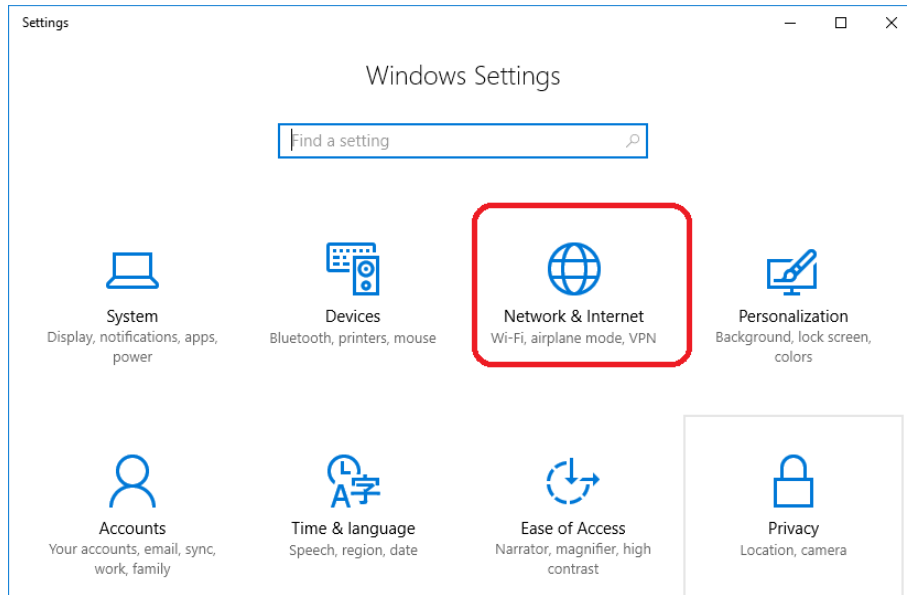 Settings
Windows Settings
Find a setting
System
Display, notifications, apps,
power
Devices
Bluetooth, printers, mouse
Network & Internet
Wi-Fi, airplane mode, VPN
Personalization
Background, lock screen,
colors
Accounts
Your accounts, email, sync,
work, family
A字
Time & language
Speech, region, date
Ease of Access
Narrator, magnifier, high
contrast
Privacy
Location, camera